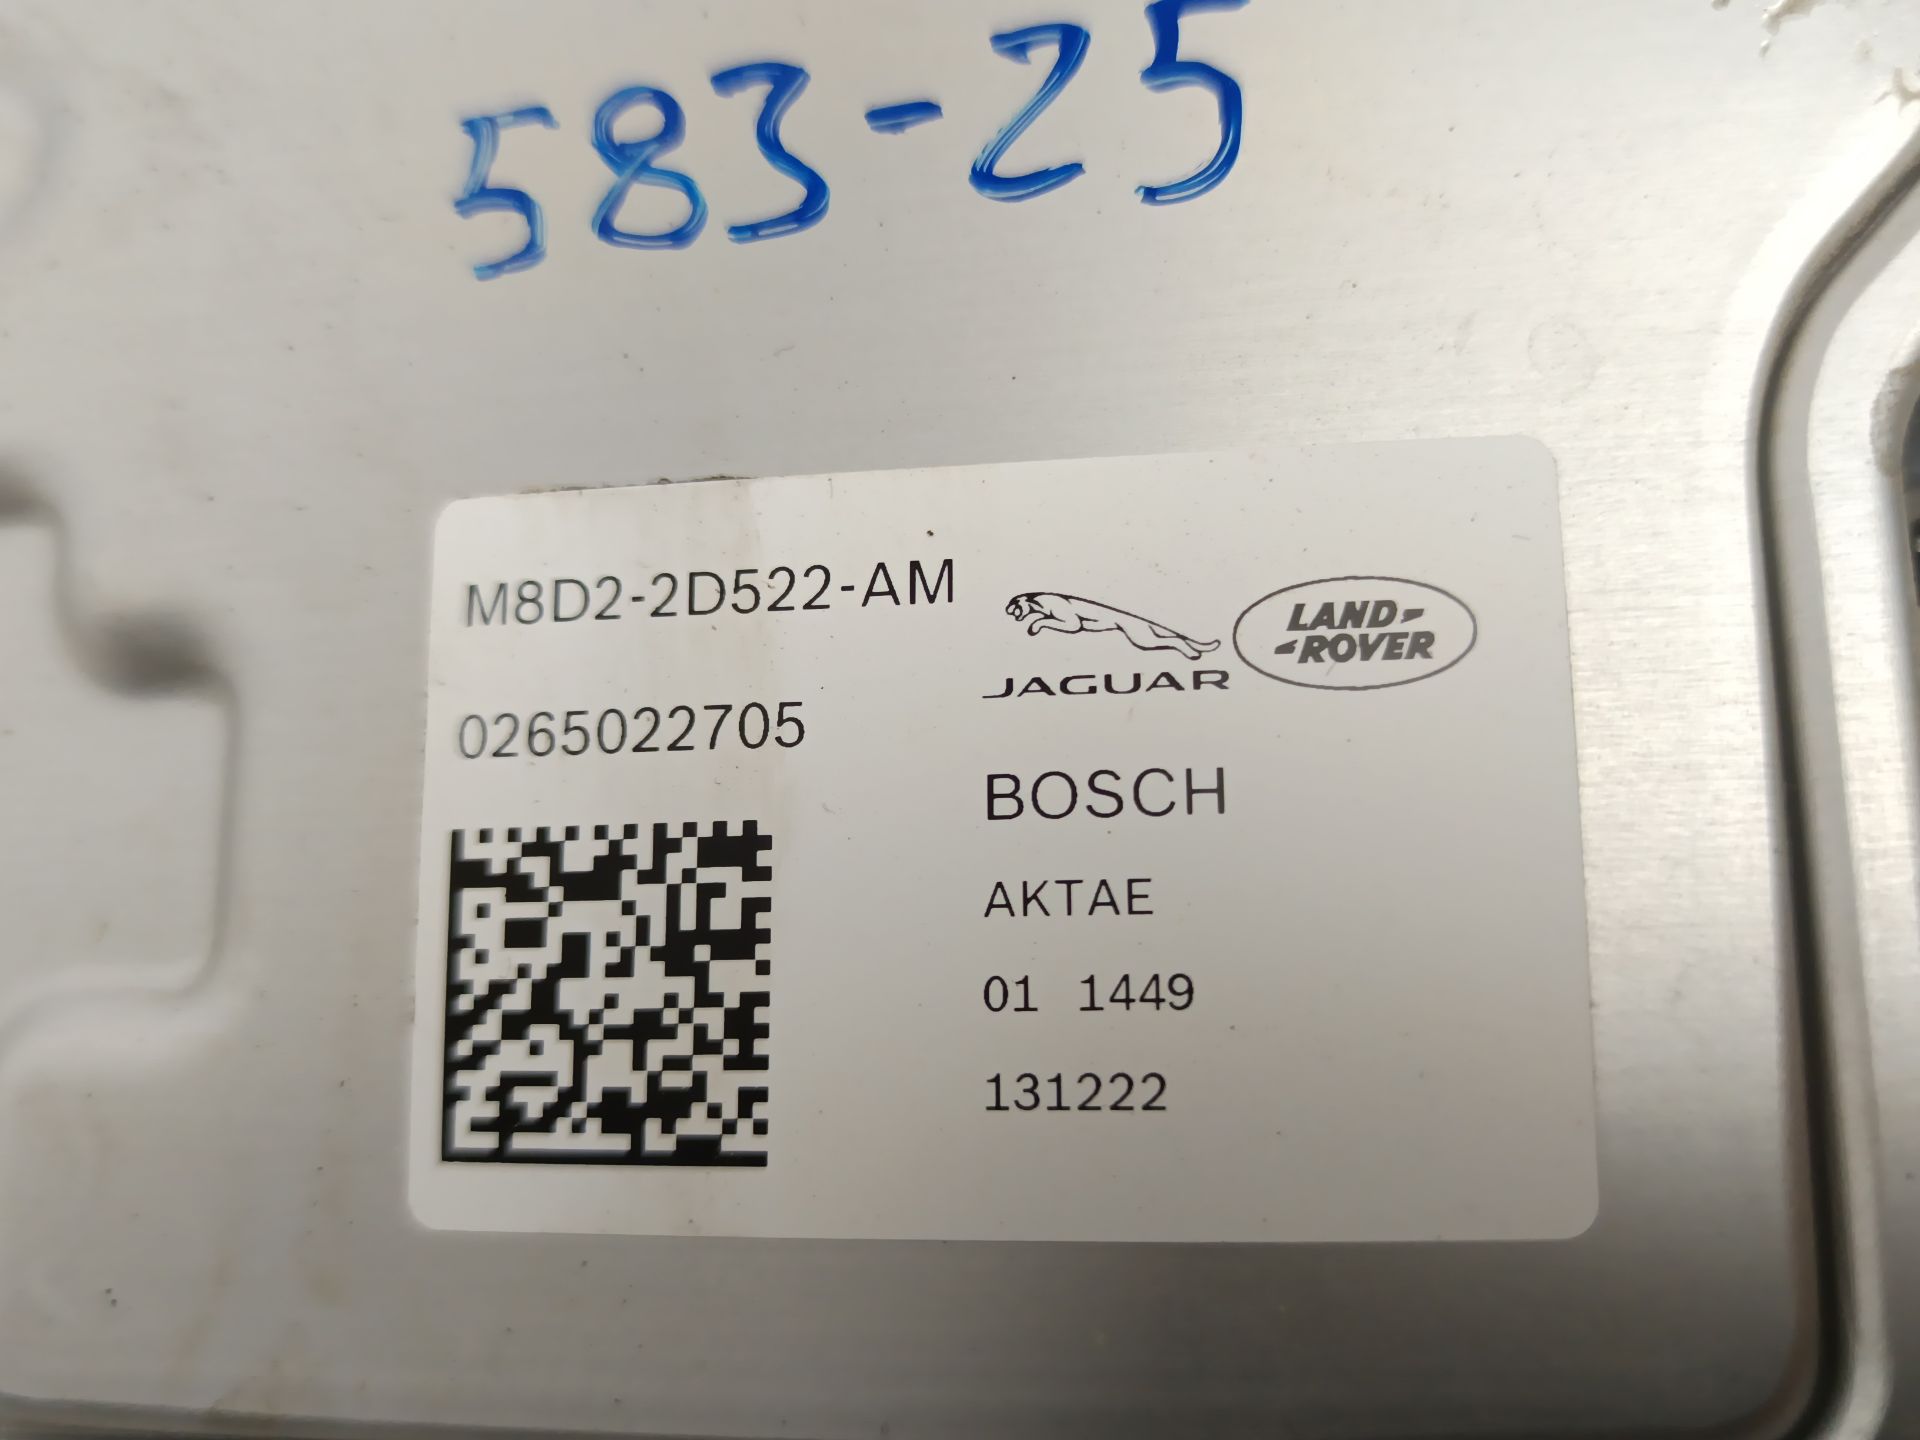 583-25
M8D2-2D522-AM
JAGUAR
LAND
ROVER
0265022705
BOSCH
AKTAE
01 1449
131222